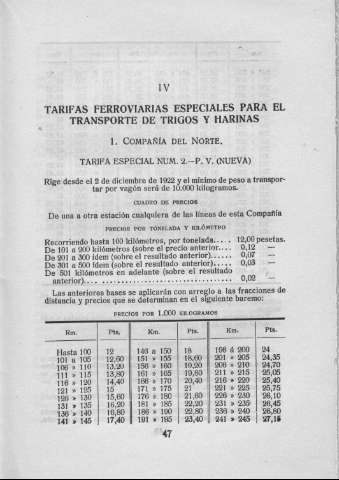 IV
TARIFAS FERROVIARIAS ESPECIALES PARA EL
TRANSPORTE DE TRIGOS Y HARINAS
1. COMPAÑÍA DEL NORTE.
TARIFA ESPECIAL NUM. 2.—P. V. (NUEVA)
Rige desde el 2 de diciembre de 1922 y el mínimo de peso a transpor-
tar por vagón será de 10.000 kilogramos.
CUADRO DE PRECIOS
De una a otra estación cualquiera de las líneas de esta Compañía
PRECIOS POR TONELADA Y KILÓMETRO
Recorriendo hasta 100 kilómetros, por tonelada..... 12,00 pesetas.
De 101 a 200 kilómetros (sobre el precio anterior.... 0,12 —
De 201 a 300 idem (sobre el resultado anterior)...... 0,07 —
De 301 a 500 idem (sobre el resultado anterior)..... 0,03 —
De 501 kilómetros en adelante (sobre el resultado
anterior).... 0,02 —
Las anteriores bases se aplicarán con arreglo a las fracciones de
distancia y precios que se determinan en el siguiente baremo:
PRECIOS POR 1.000 KILOGRAMOS
Km. Pts. Km. Pts. Km. Pts.
Hasta 100 12 146 a 150 18 196 á 200 24
101 a 105 12,60 151 » 155 18,60 201 » 205 24,35
106 » 110 13,20 156 » 160 19,20 206 » 210 24,70
111 » 115 13,80 161 » 165 19,80 211 » 215 25,05
116 » 120 14,40 166 » 170 20,40 216 » 220 25,40
121 » 125 15 171 » 175 21 221 » 225 25,75
126 » 130 15,60 176 » 180 21,60 226 » 230 26,10
131 » 135 16,20 181 » 185 22,20 231 » 235 26,45
136 » 140 16,80 186 » 190 22,80 236 » 240 26,80
141 » 145 17,40 191 » 195 23,40 241 » 245 27,15
47